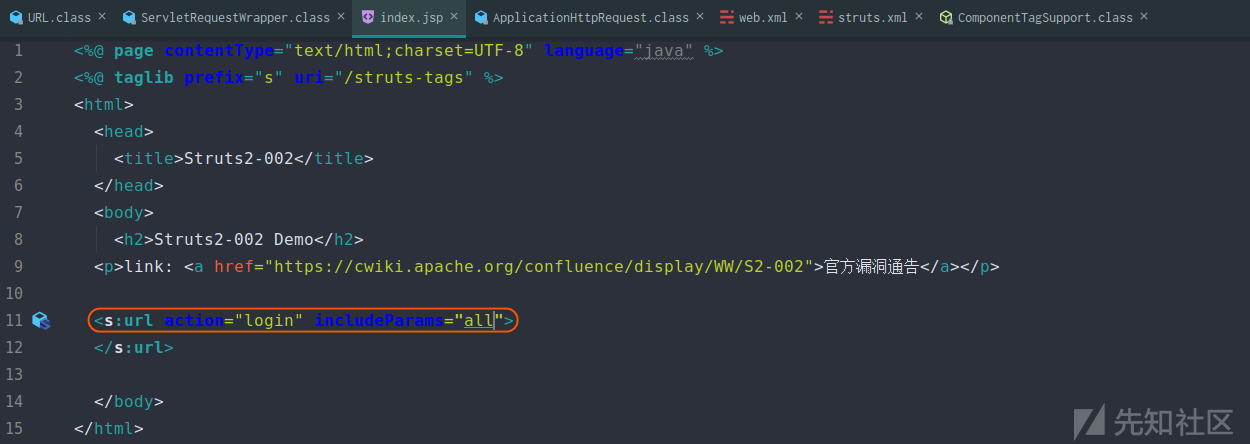 URL.class × ServletRequestWrapper.class × index.jsp × ApplicationHttpRequest.class × web.xml × struts.xml × ComponentTagSupport.class ×
1 <%@ page contentType="text/html;charset=UTF-8" language="java" %>
2 <%@ taglib prefix="s" uri="/struts-tags" %>
3 <html>
4 <head>
5 <title>Struts2-002</title>
6 </head>
7 <body>
8 <h2>Struts2-002 Demo</h2>
9 <p>link: <a href="https://cwiki.apache.org/confluence/display/WW/S2-002">官方漏洞通告</a></p>
10
11 <s:url action="login" includeParams="all">
12 </s:url>
13
14 </body>
15 </html>
先知社区